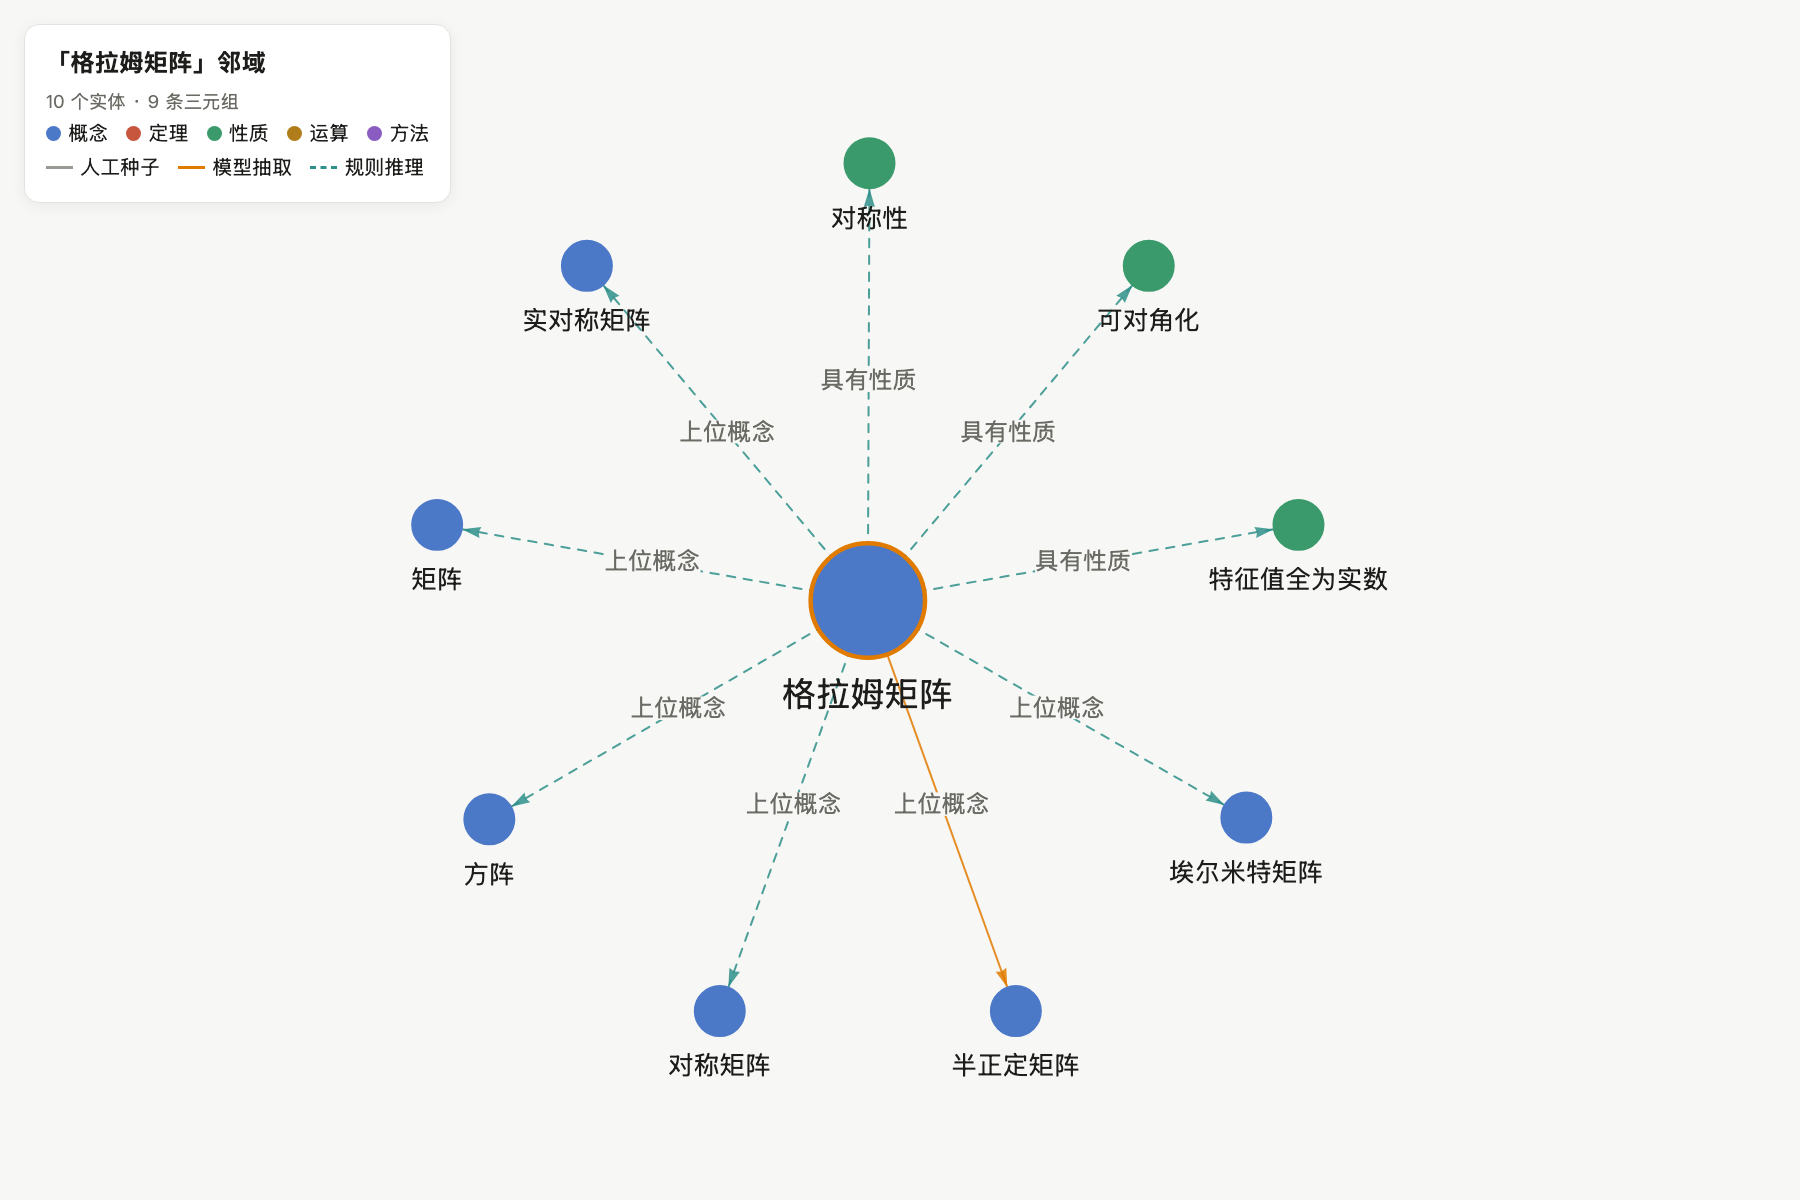 「格拉姆矩阵」邻域
10 个实体 · 9 条三元组
概念 定理 性质 运算 方法
人工种子 模型抽取 规则推理
对称性
实对称矩阵
可对角化
具有性质
上位概念
具有性质
矩阵
上位概念
具有性质
特征值全为实数
格拉姆矩阵
上位概念
上位概念
上位概念
上位概念
方阵
埃尔米特矩阵
对称矩阵
半正定矩阵